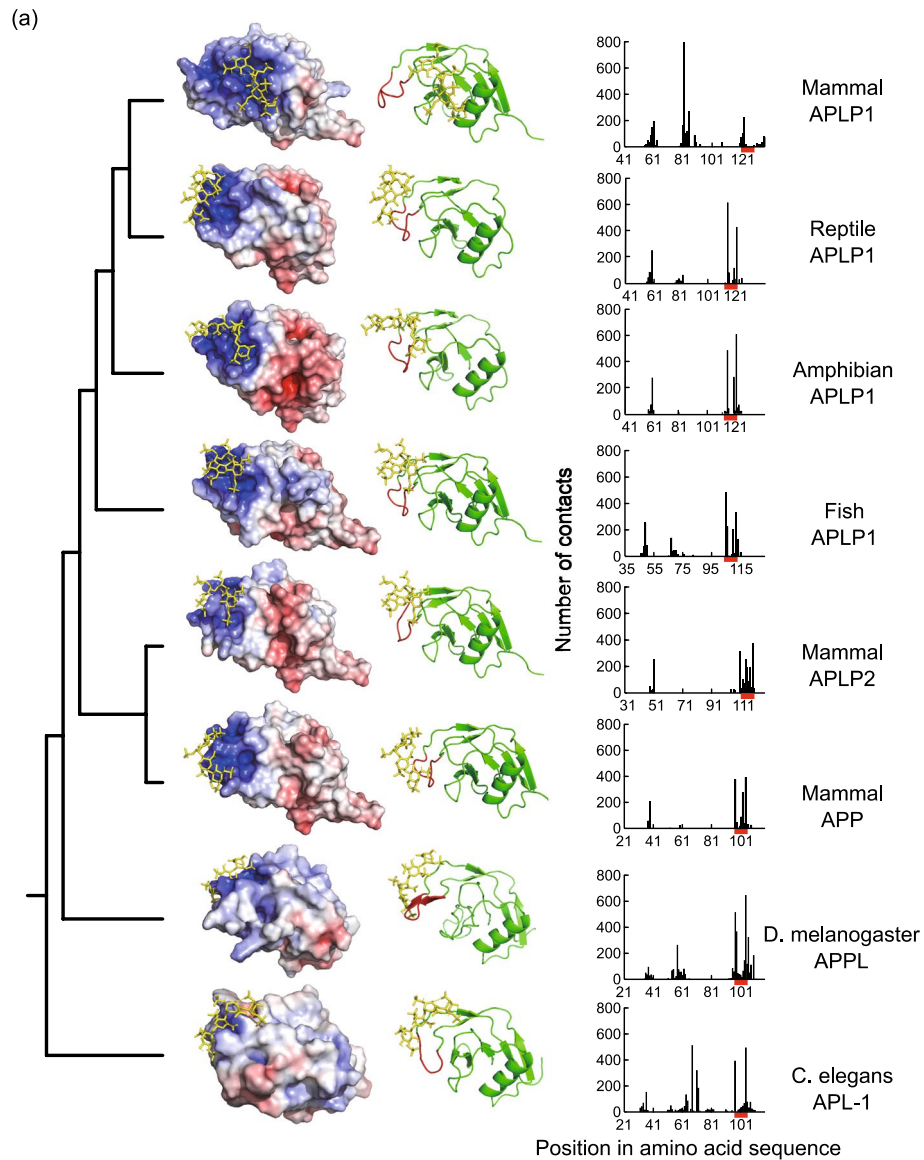 (a)
800
600
400
200
0
41 61 81 101 121
Mammal
APLP1
800
600
400
200
0
41 61 81 101 121
Reptile
APLP1
800
600
400
200
0
41 61 81 101 121
Amphibian
APLP1
800
600
400
200
0
35 55 75 95 115
Fish
APLP1
800
600
400
200
0
31 51 71 91 111
Mammal
APLP2
800
600
400
200
0
21 41 61 81 101
Mammal
APP
800
600
400
200
0
21 41 61 81 101
D. melanogaster
APPL
800
600
400
200
0
21 41 61 81 101
C. elegans
APL-1
Number of contacts
Position in amino acid sequence